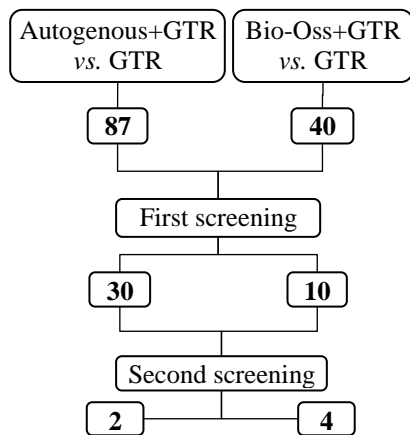 Autogenous+GTR
vs. GTR
Bio-Oss+GTR
vs. GTR
87
40
First screening
30
10
Second screening
2
4